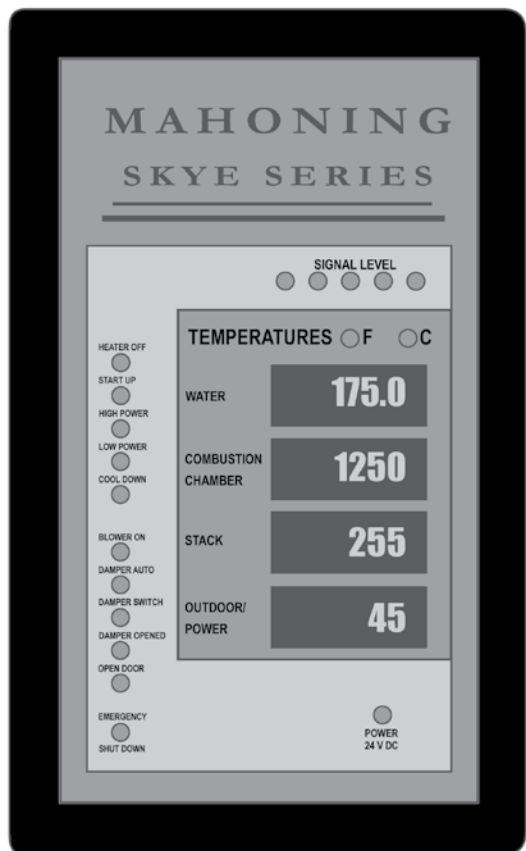 MAHONING
SKYE SERIES
SIGNAL LEVEL
TEMPERATURES F C
WATER 175.0
COMBUSTION
CHAMBER 1250
STACK 255
OUTDOOR/
POWER 45
HEATER OFF
START UP
HIGH POWER
LOW POWER
COOL DOWN
BLOWER ON
DAMPER AUTO
DAMPER SWITCH
DAMPER OPENED
OPEN DOOR
EMERGENCY
SHUT DOWN
POWER
24 V DC